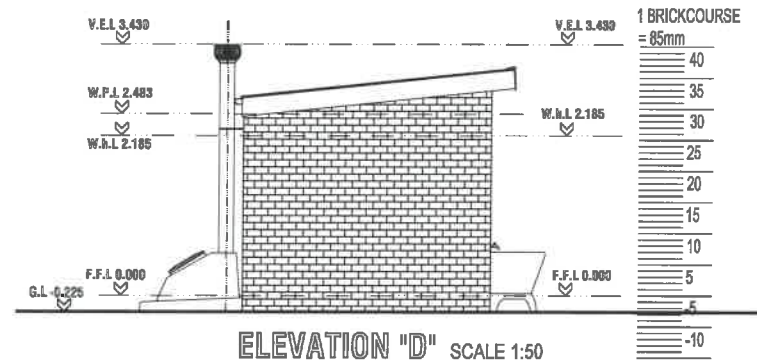 V.E.L 3.430
V.E.L 3.430
1 BRICKCOURSE
= 85mm
40
35
W.P.L 2.483
30
W.h.L 2.185
W.h.L 2.185
25
20
15
10
5
F.F.L 0.000
F.F.L 0.000
G.L -0.225
-5
-10
ELEVATION "D" SCALE 1:50